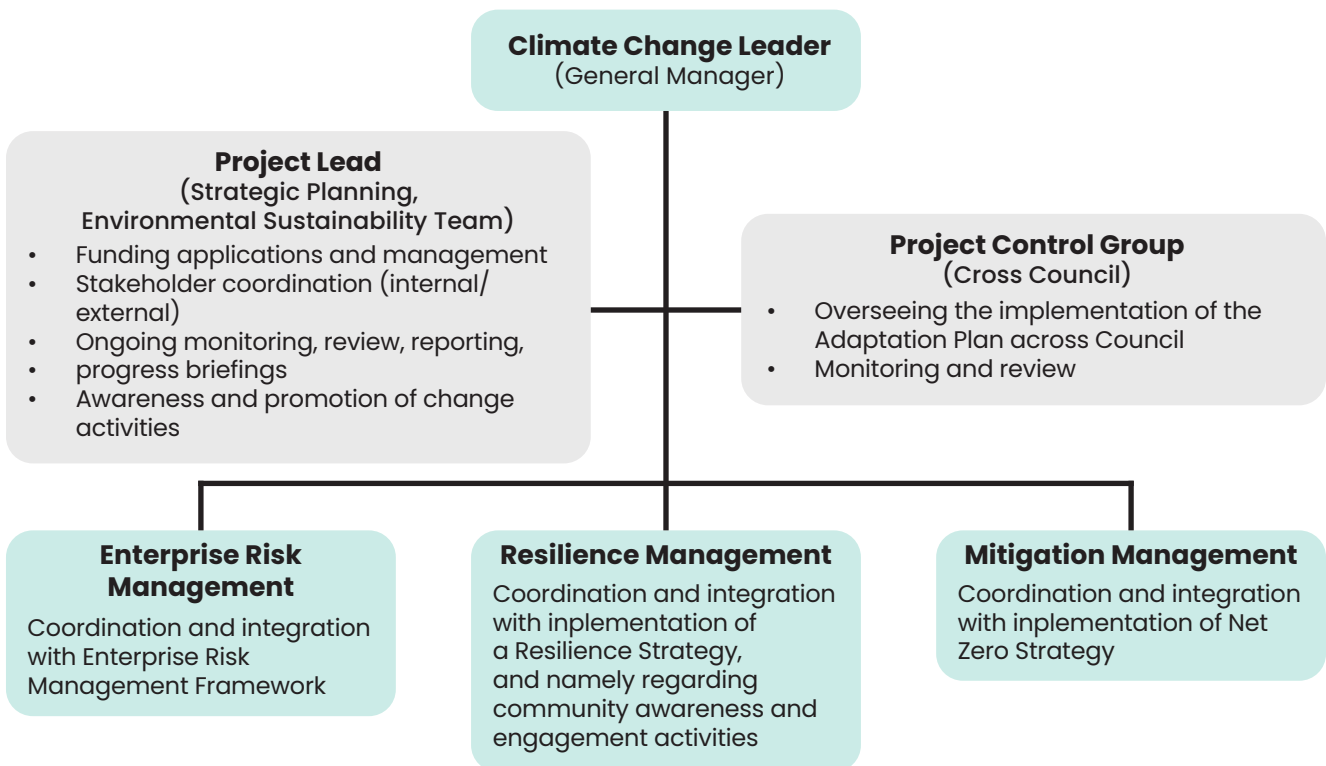 Climate Change Leader
(General Manager)
Project Lead
(Strategic Planning,
Environmental Sustainability Team)
• Funding applications and management
• Stakeholder coordination (internal/
external)
• Ongoing monitoring, review, reporting,
• progress briefings
• Awareness and promotion of change
activities
Project Control Group
(Cross Council)
• Overseeing the implementation of the
Adaptation Plan across Council
• Monitoring and review
Enterprise Risk
Management
Coordination and integration
with Enterprise Risk
Management Framework
Resilience Management
Coordination and integration
with inplementation of
a Resilience Strategy,
and namely regarding
community awareness and
engagement activities
Mitigation Management
Coordination and integration
with inplementation of Net
Zero Strategy